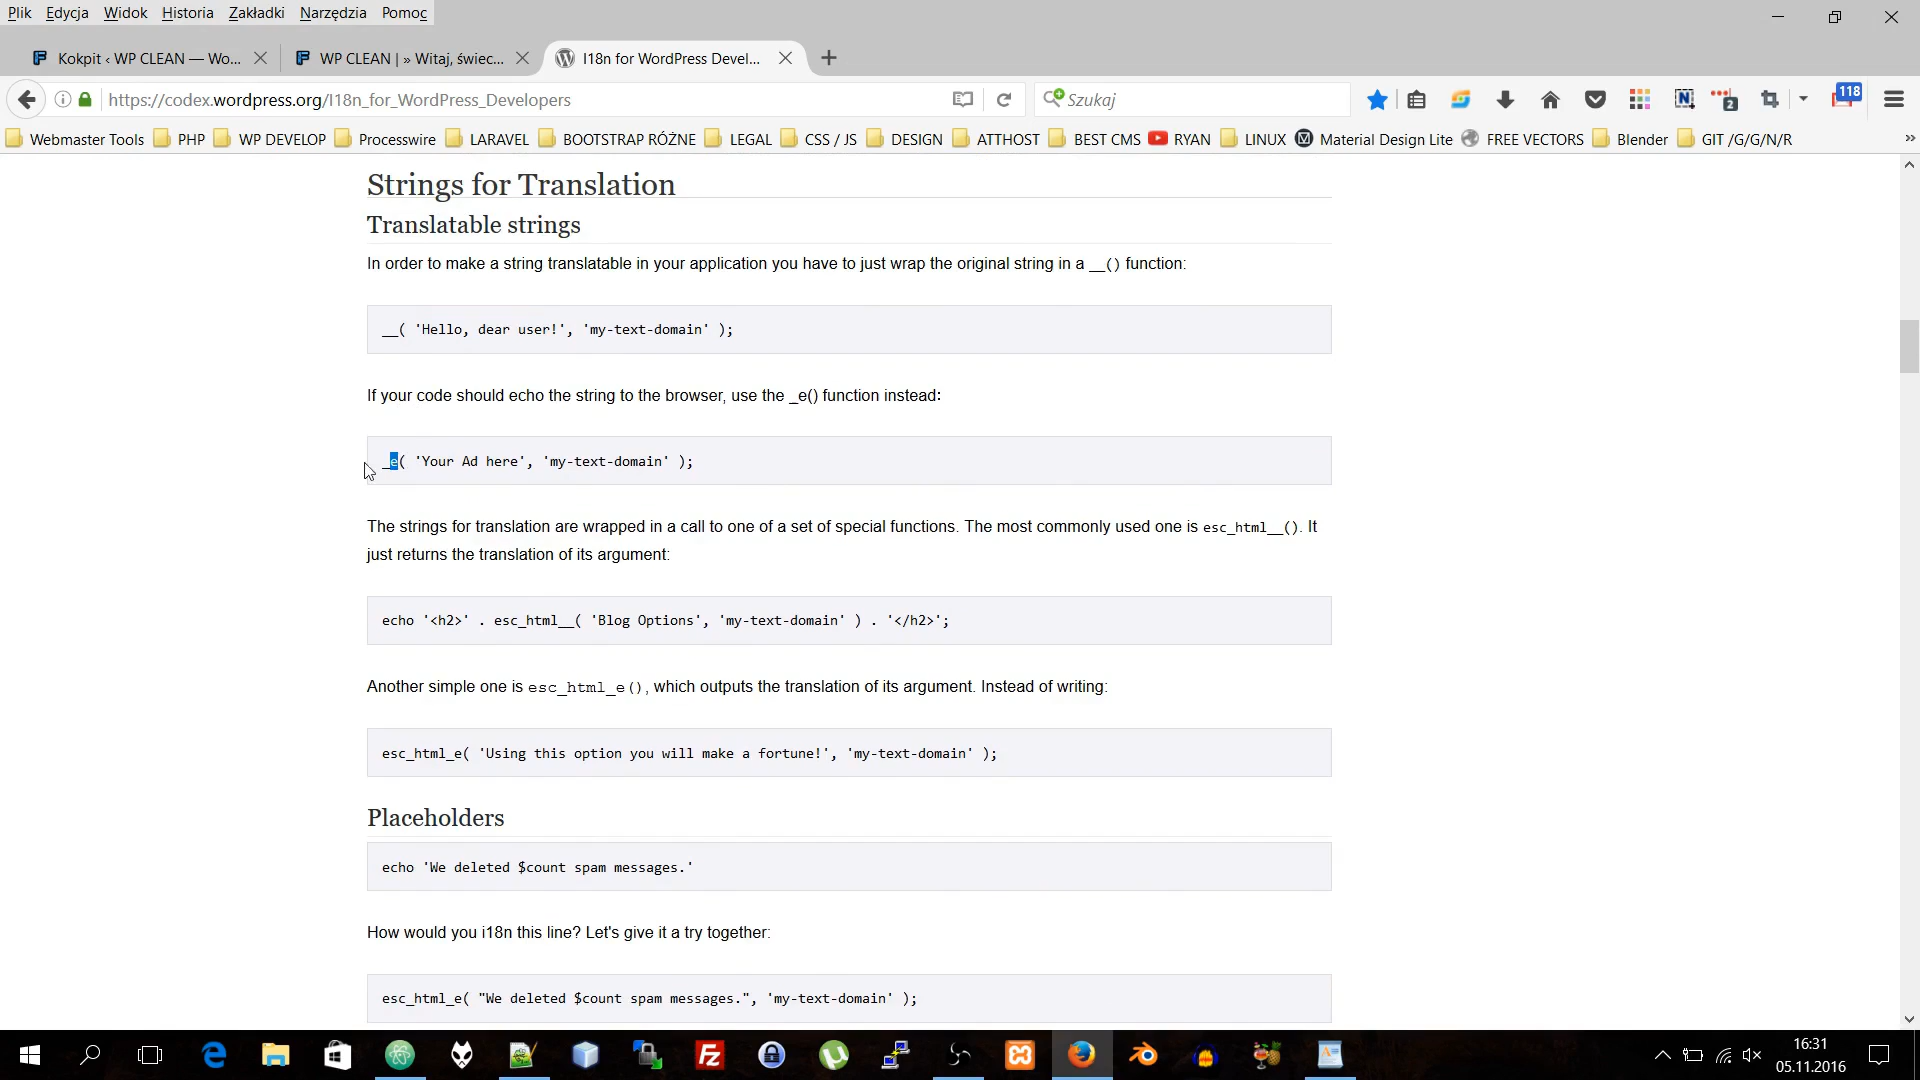 Plik Edycja Widok Historia Zakładki Narzędzia Pomoc
Kokpit ‹ WP CLEAN — Wo... WP CLEAN | » Witaj, świec... I18n for WordPress Devel...
https://codex.wordpress.org/I18n_for_WordPress_Developers Szukaj 2 118
Webmaster Tools PHP WP DEVELOP Processwire LARAVEL BOOTSTRAP RÓŻNE LEGAL CSS / JS DESIGN ATTHOST BEST CMS RYAN LINUX Material Design Lite FREE VECTORS Blender GIT /G/G/N/R
Strings for Translation
Translatable strings
In order to make a string translatable in your application you have to just wrap the original string in a __() function:
__( 'Hello, dear user!', 'my-text-domain' );
If your code should echo the string to the browser, use the _e() function instead:
_e( 'Your Ad here', 'my-text-domain' );
The strings for translation are wrapped in a call to one of a set of special functions. The most commonly used one is esc_html__(). It
just returns the translation of its argument:
echo '<h2>' . esc_html__( 'Blog Options', 'my-text-domain' ) . '</h2>';
Another simple one is esc_html_e(), which outputs the translation of its argument. Instead of writing:
esc_html_e( 'Using this option you will make a fortune!', 'my-text-domain' );
Placeholders
echo 'We deleted $count spam messages.'
How would you i18n this line? Let's give it a try together:
esc_html_e( "We deleted $count spam messages.", 'my-text-domain' );
16:31
05.11.2016